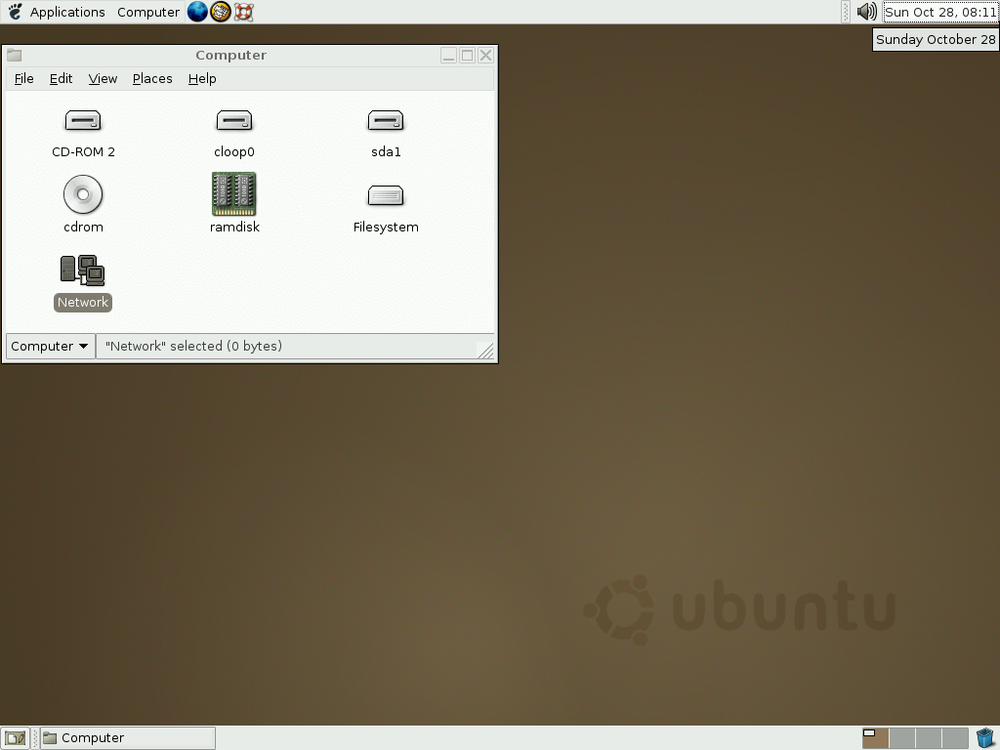 Applications Computer Sun Oct 28, 08:11
Sunday October 28
Computer
File Edit View Places Help
CD-ROM 2 cloop0 sda1
cdrom ramdisk Filesystem
Network
Computer "Network" selected (0 bytes)
ubuntu
Computer